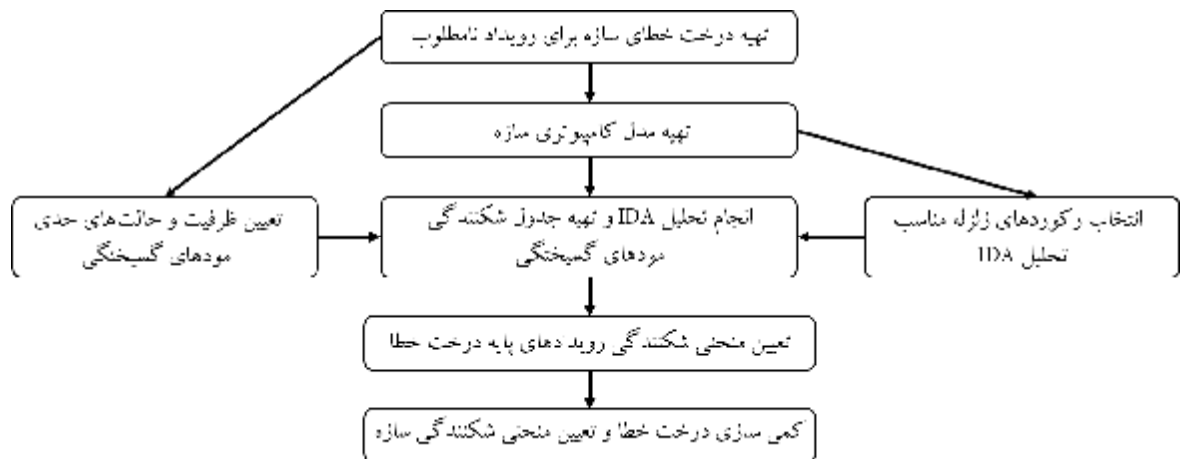 تهیه درخت خطای سازه برای رویداد نامطلوب
تهیه مدل کامپیوتری سازه
انتخاب رکوردهای زلزله مناسب
تحلیل IDA
انجام تحلیل IDA و تهیه جدول شکنندگی
مودهای گسیختگی
تعیین ظرفیت و حالت‌های حدی
مودهای گسیختگی
تعیین منحنی شکنندگی رویدادهای پایه درخت خطا
کمی سازی درخت خطا و تعیین منحنی شکنندگی سازه